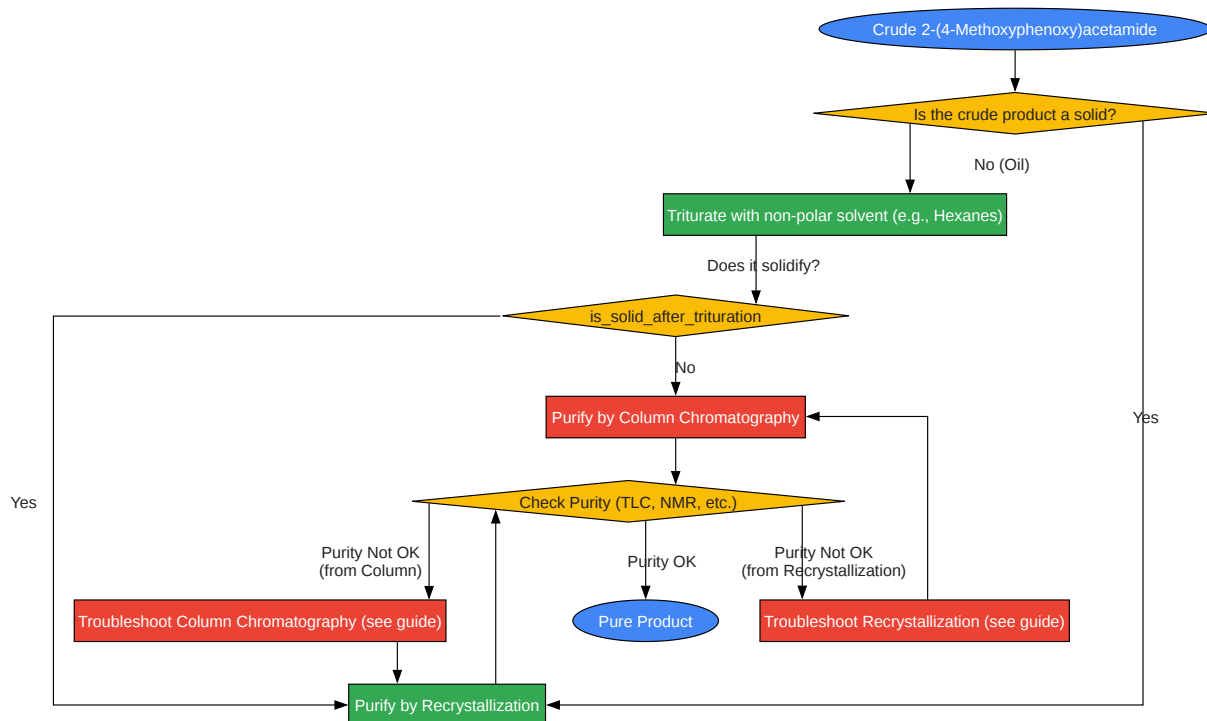 Crude 2-(4-Methoxyphenoxy)acetamide
Is the crude product a solid?
No (Oil)
Triturate with non-polar solvent (e.g., Hexanes)
Does it solidify?
is_solid_after_trituration
No
Purify by Column Chromatography
Yes
Yes
Check Purity (TLC, NMR, etc.)
Purity Not OK
(from Column)
Purity OK
Purity Not OK
(from Recrystallization)
Troubleshoot Column Chromatography (see guide)
Pure Product
Troubleshoot Recrystallization (see guide)
Purify by Recrystallization